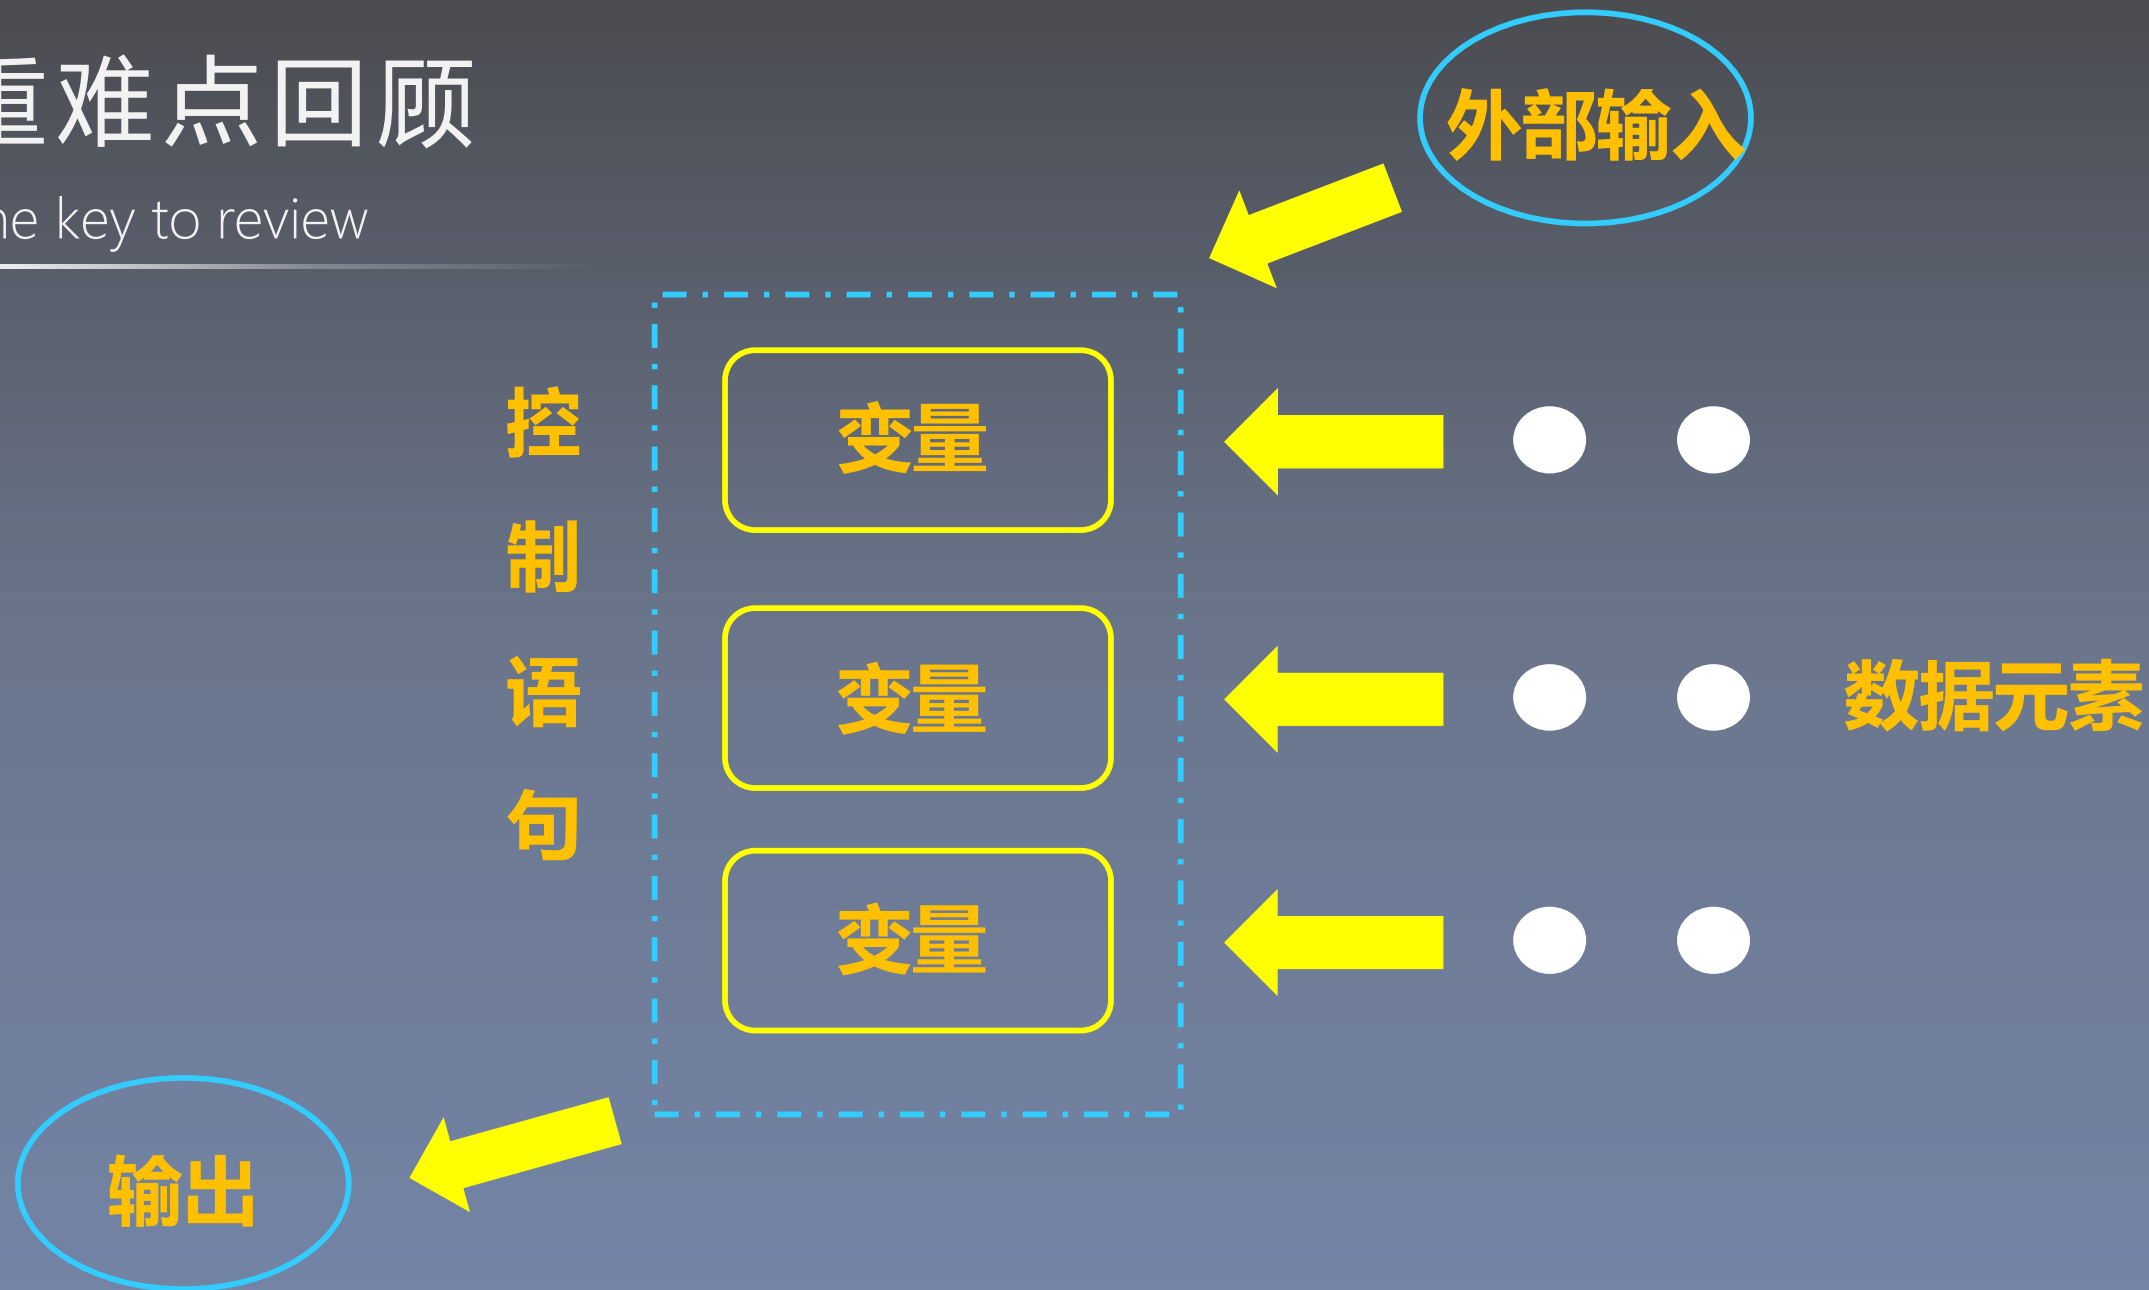 重难点回顾
he key to review
外部输入
控
制
语
句
变量
变量
变量
数据元素
输出